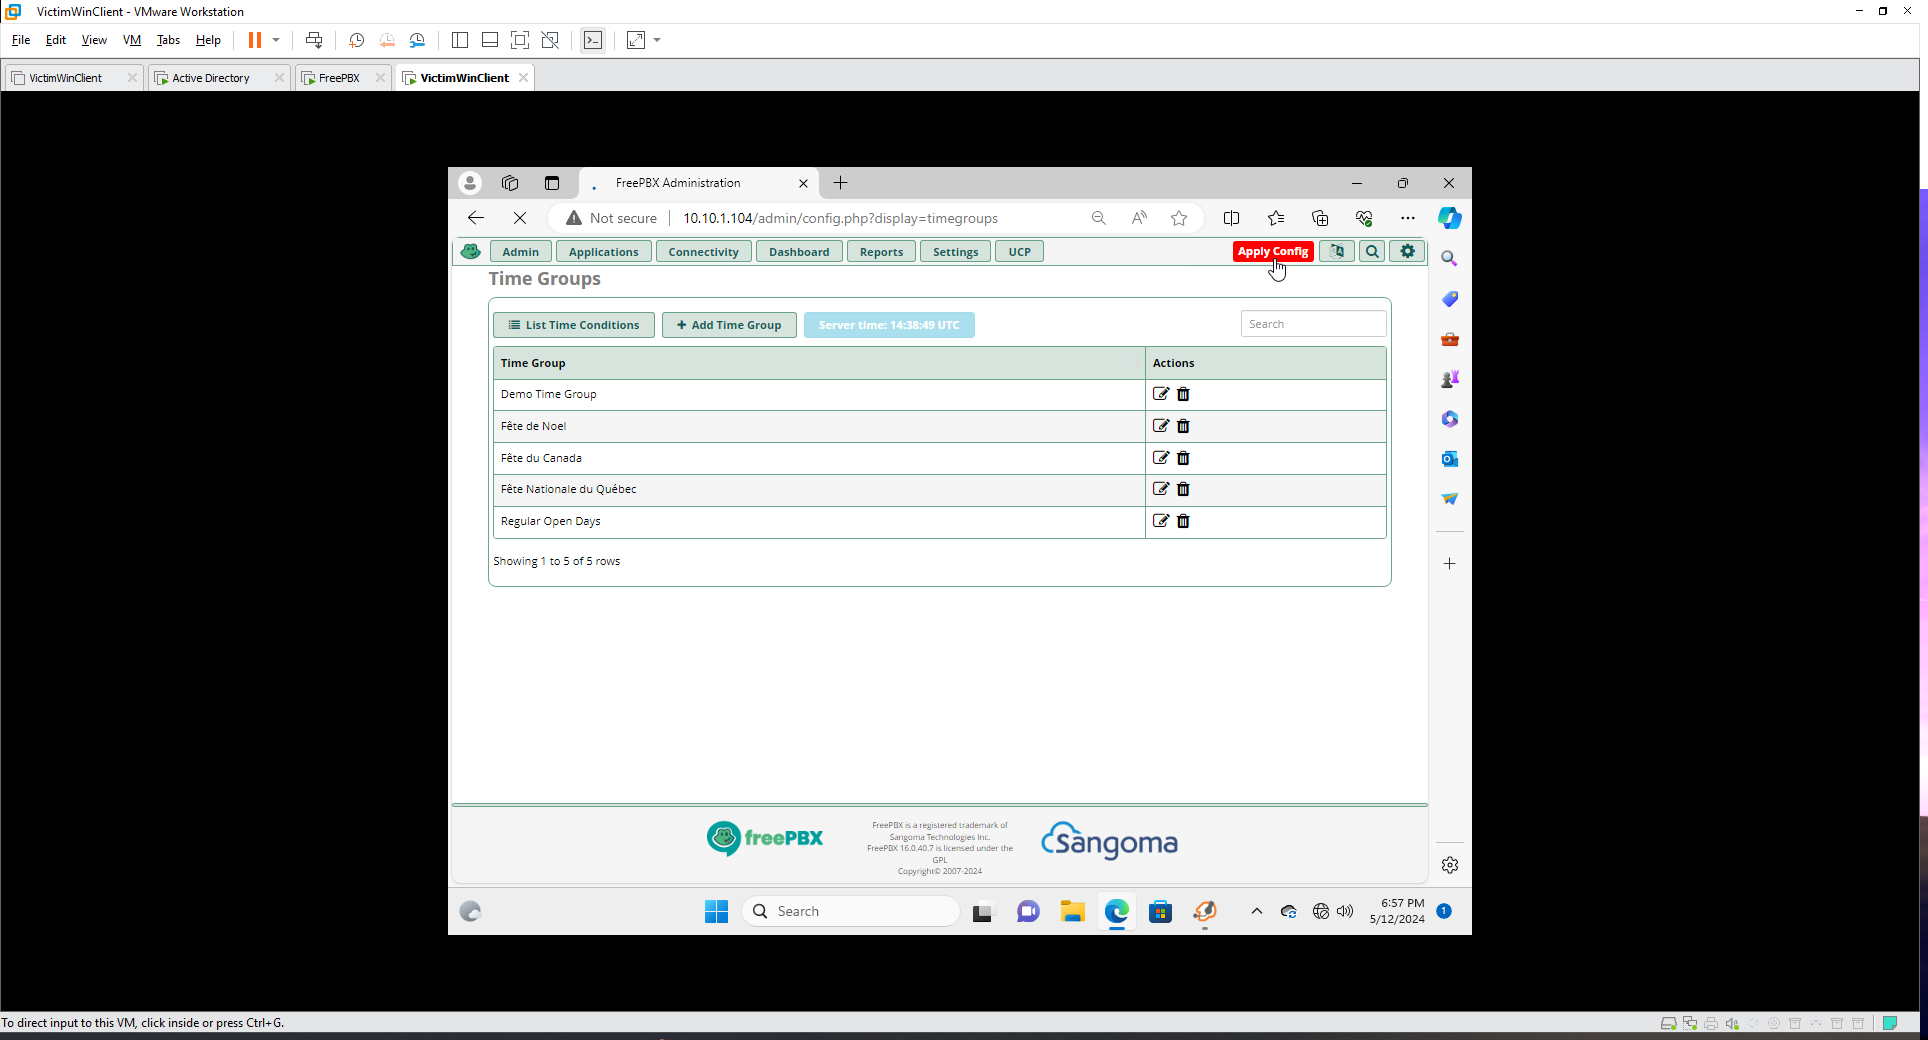 VictimWinClient - VMware Workstation
File Edit View VM Tabs Help
VictimWinClient Active Directory FreePBX VictimWinClient
FreePBX Administration
Not secure 10.10.1.104/admin/config.php?display=timegroups
Admin Applications Connectivity Dashboard Reports Settings UCP Apply Config
Time Groups
List Time Conditions + Add Time Group Server time: 14:38:49 UTC Search
Time Group Actions
Demo Time Group
Fête de Noel
Fête du Canada
Fête Nationale du Québec
Regular Open Days
Showing 1 to 5 of 5 rows
freePBX
FreePBX is a registered trademark of
Sangoma Technologies Inc.
FreePBX 16.0.40.7 is licensed under the
GPL
Copyright© 2007-2024
Sangoma
Search
6:57 PM
5/12/2024
1
To direct input to this VM, click inside or press Ctrl+G.